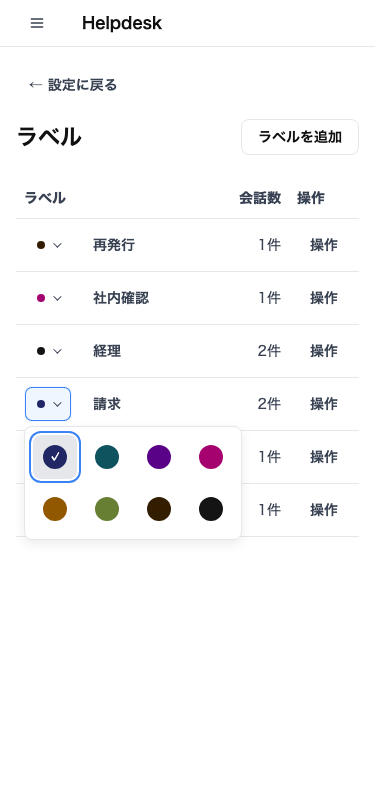 Helpdesk
← 設定に戻る
ラベル
ラベルを追加
ラベル 会話数 操作
再発行 1件 操作
社内確認 1件 操作
経理 2件 操作
請求 2件 操作
1件 操作
1件 操作